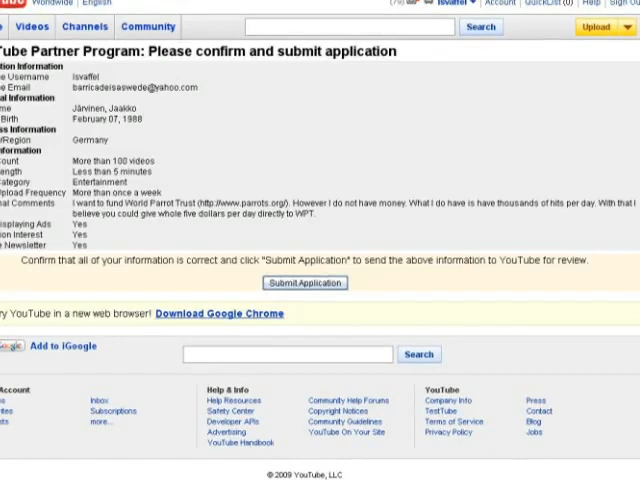 Tube Worldwide | English (79) Isvaffel ▼ | Account | QuickList (0) | Help | Sign Ou
e Videos Channels Community Search Upload
Tube Partner Program: Please confirm and submit application
tion Information
e Username Isvaffel
e Email barricadeisaswede@yahoo.com
al Information
me Järvinen, Jaakko
Birth February 07, 1988
ss Information
/Region Germany
nformation
ount More than 100 videos
ength Less than 5 minutes
ategory Entertainment
pload Frequency More than once a week
nal Comments I want to fund World Parrot Trust (http://www.parrots.org/). However I do not have money. What I do have is have thousands of hits per day. With that I
believe you could give whole five dollars per day directly to WPT.
isplaying Ads Yes
ion Interest Yes
e Newsletter Yes
Confirm that all of your information is correct and click "Submit Application" to send the above information to YouTube for review.
Submit Application
ry YouTube in a new web browser! Download Google Chrome
Google Add to iGoogle
Search
Account Help & Info YouTube
s Inbox Help Resources Community Help Forums Company Info Press
ites Subscriptions Safety Center Copyright Notices TestTube Contact
sts more... Developer APIs Community Guidelines Terms of Service Blog
Advertising YouTube On Your Site Privacy Policy Jobs
YouTube Handbook
© 2009 YouTube, LLC